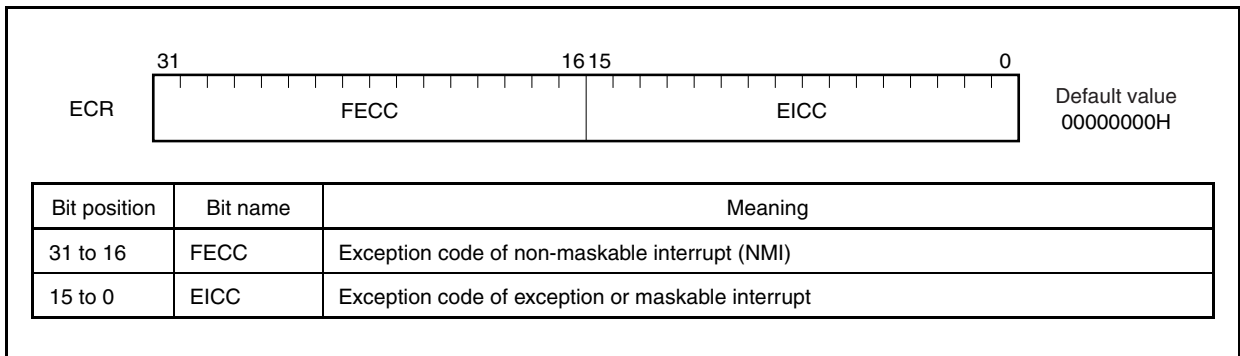 31 16 15 0
ECR FECC EICC Default value
00000000H
Bit position Bit name Meaning
31 to 16 FECC Exception code of non-maskable interrupt (NMI)
15 to 0 EICC Exception code of exception or maskable interrupt